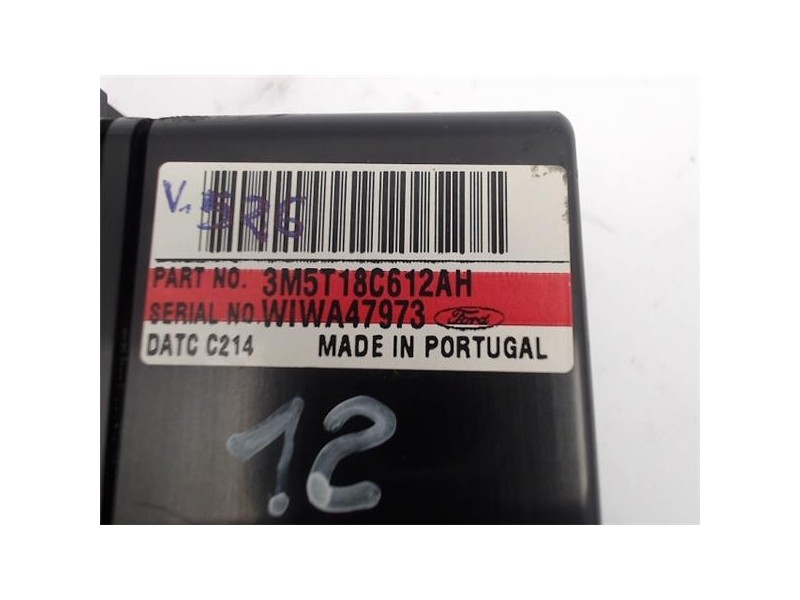 V. 526
PART NO. 3M5T18C612AH
SERIAL NO. WIWA47973 Ford
DATC C214 MADE IN PORTUGAL
12